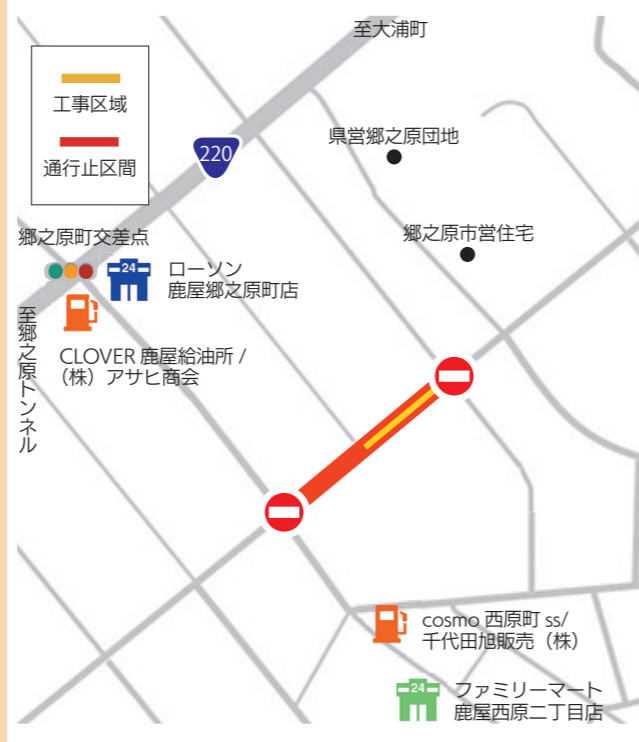 至大浦町
工事区域
通行止区間
220
県営郷之原団地
郷之原市営住宅
郷之原町交差点
24
ローソン
鹿屋郷之原町店
至郷之原トンネル
CLOVER 鹿屋給油所 /
（株）アサヒ商会
cosmo 西原町 ss/
千代田旭販売（株）
24
ファミリーマート
鹿屋西原二丁目店